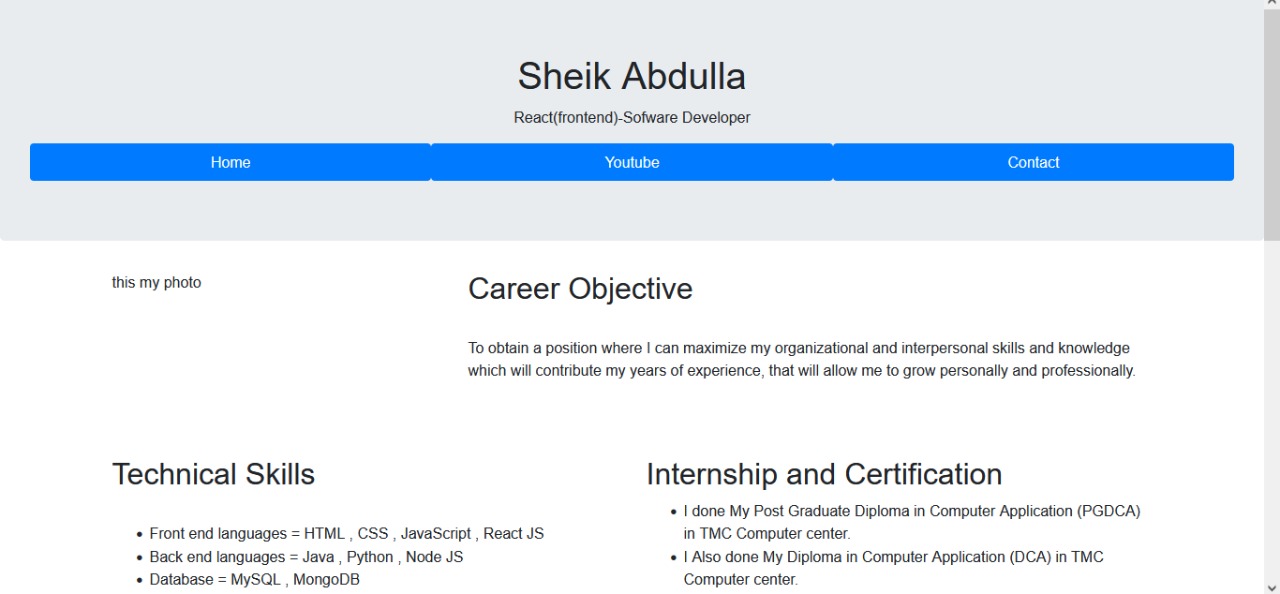 Sheik Abdulla
React(frontend)-Sofware Developer
Home Youtube Contact
this my photo
Career Objective
To obtain a position where I can maximize my organizational and interpersonal skills and knowledge
which will contribute my years of experience, that will allow me to grow personally and professionally.
Technical Skills
• Front end languages = HTML , CSS , JavaScript , React JS
• Back end languages = Java , Python , Node JS
• Database = MySQL , MongoDB
Internship and Certification
• I done My Post Graduate Diploma in Computer Application (PGDCA)
in TMC Computer center.
• I Also done My Diploma in Computer Application (DCA) in TMC
Computer center.